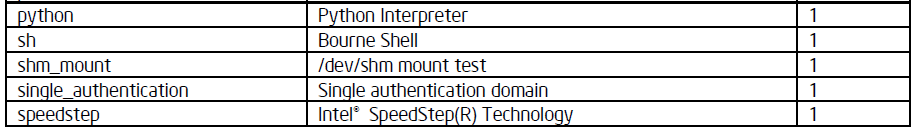 python Python Interpreter 1
sh Bourne Shell 1
shm_mount /dev/shm mount test 1
single_authentication Single authentication domain 1
speedstep Intel® SpeedStep(R) Technology 1